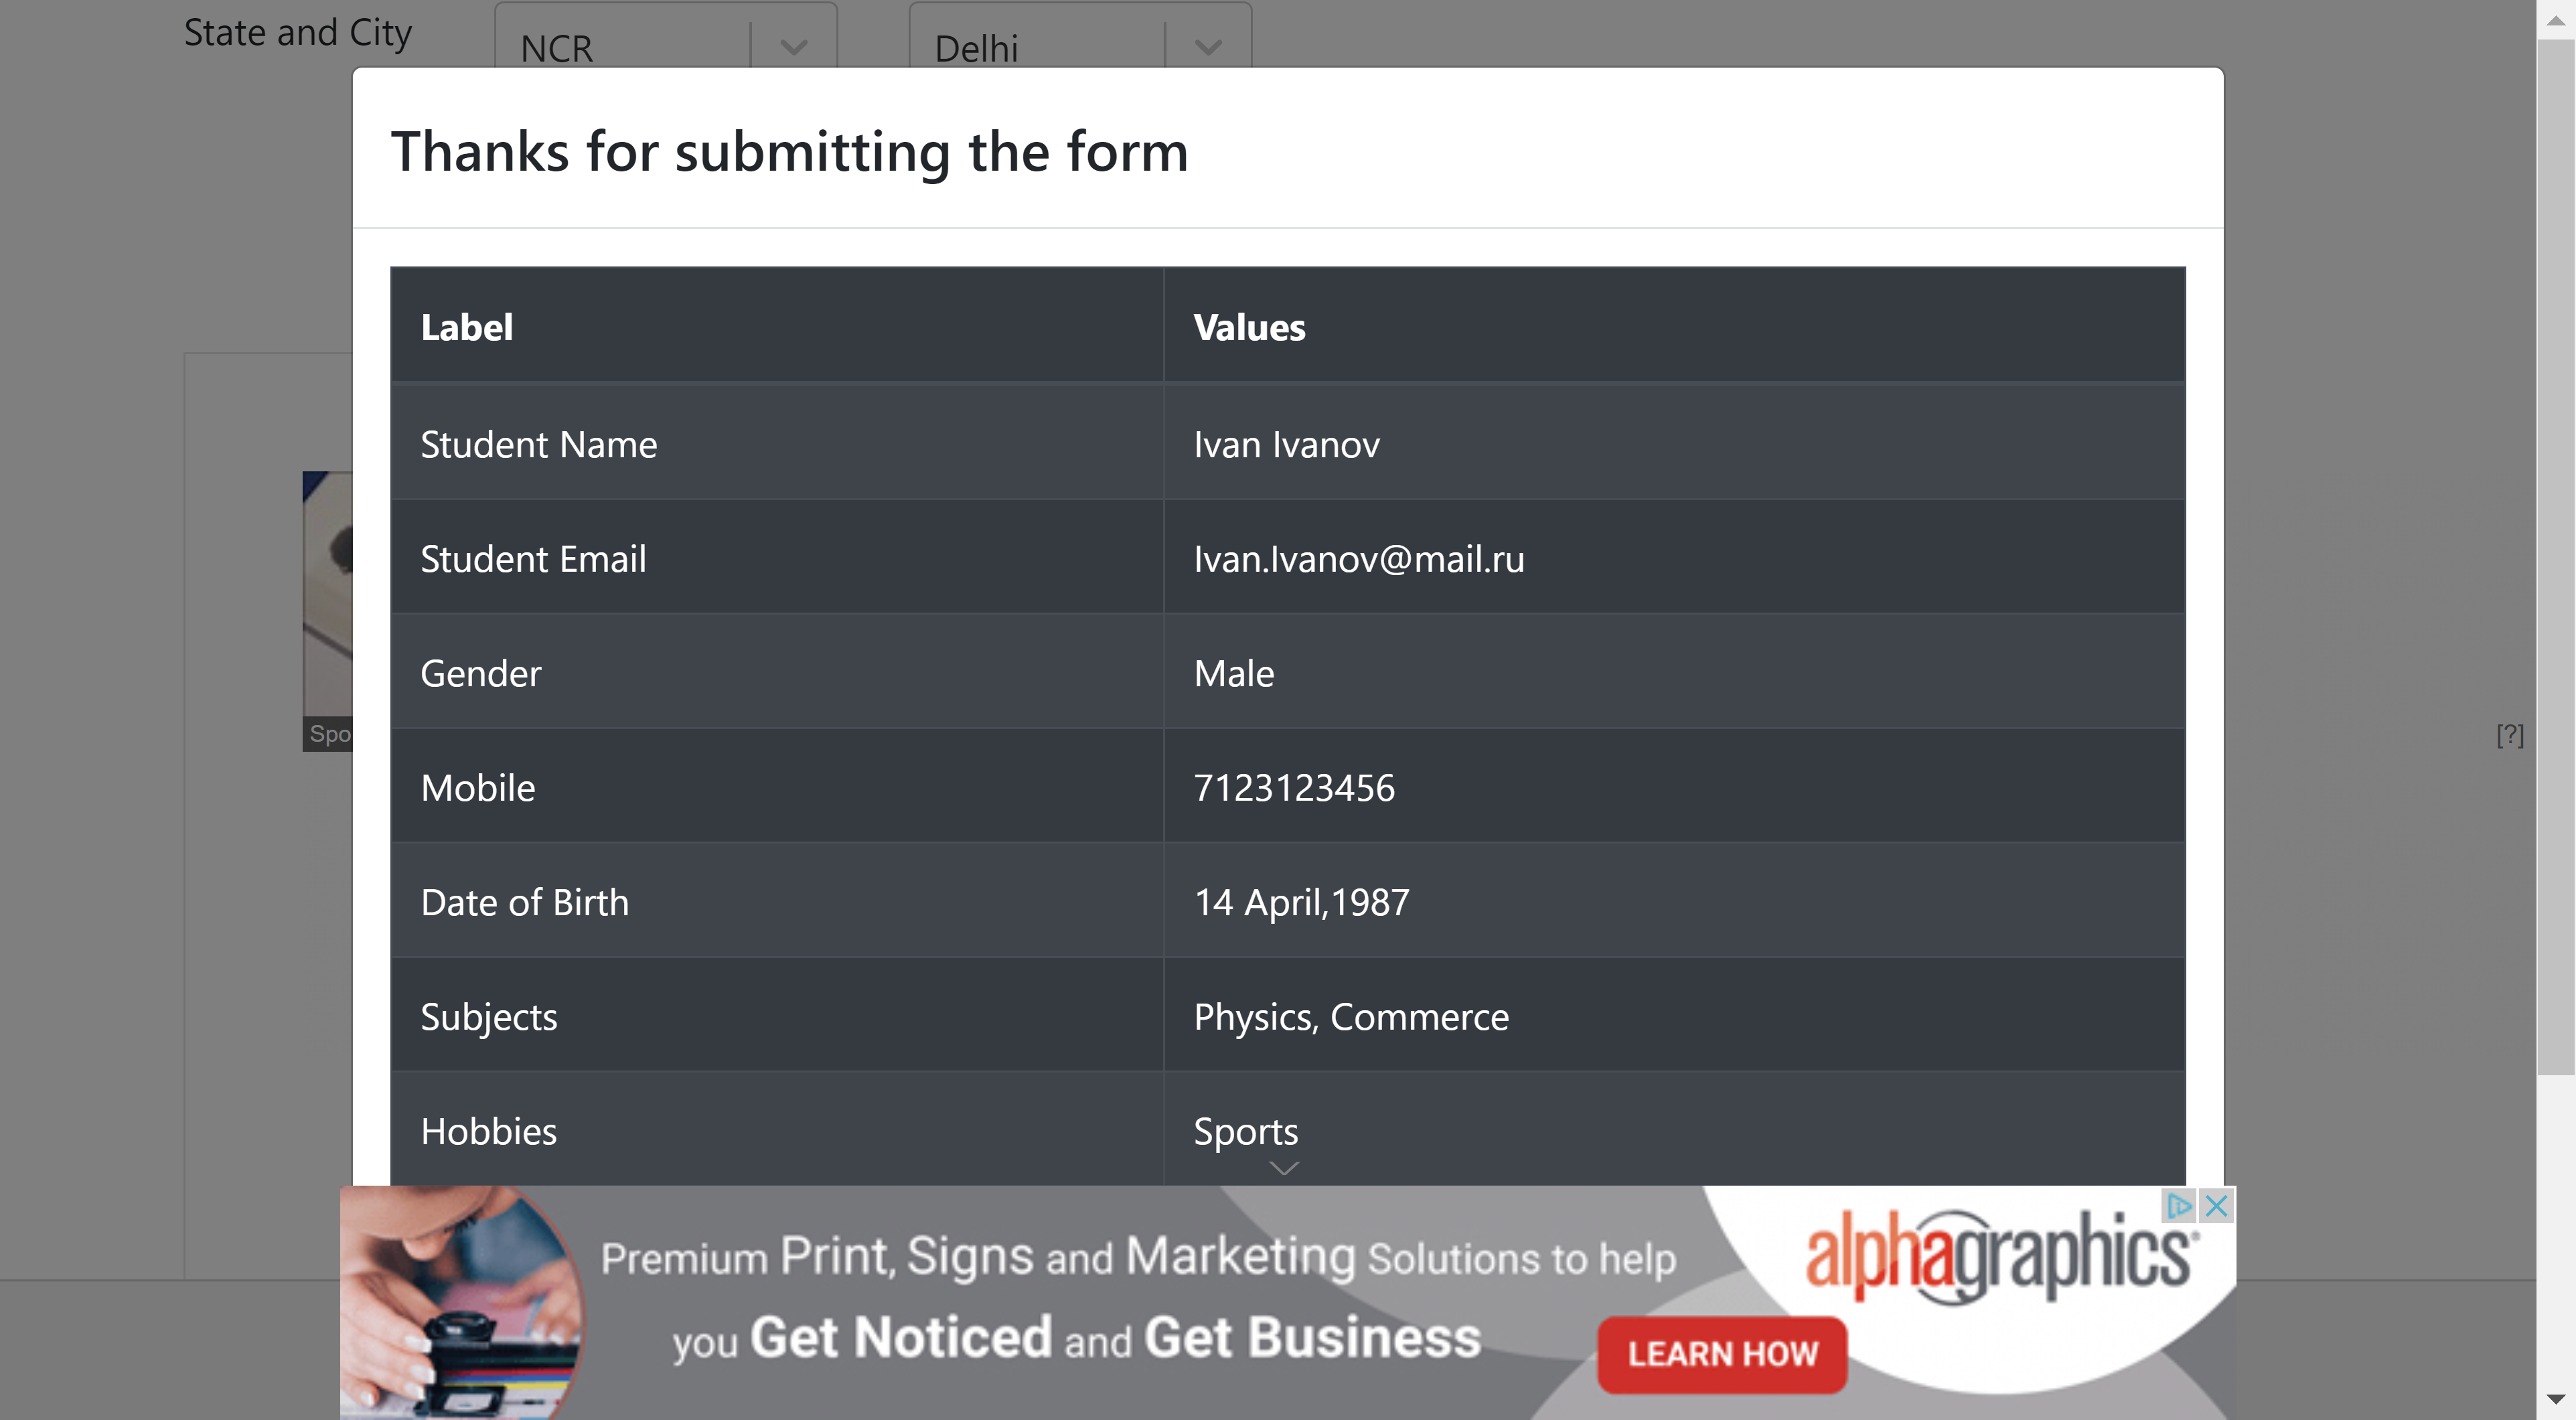 State and City NCR Delhi
Thanks for submitting the form
Label Values
Student Name Ivan Ivanov
Student Email Ivan.Ivanov@mail.ru
Gender Male
Mobile 7123123456
Date of Birth 14 April,1987
Subjects Physics, Commerce
Hobbies Sports
Spo
[?]
Premium Print, Signs and Marketing Solutions to help
you Get Noticed and Get Business
LEARN HOW
alphagraphics®